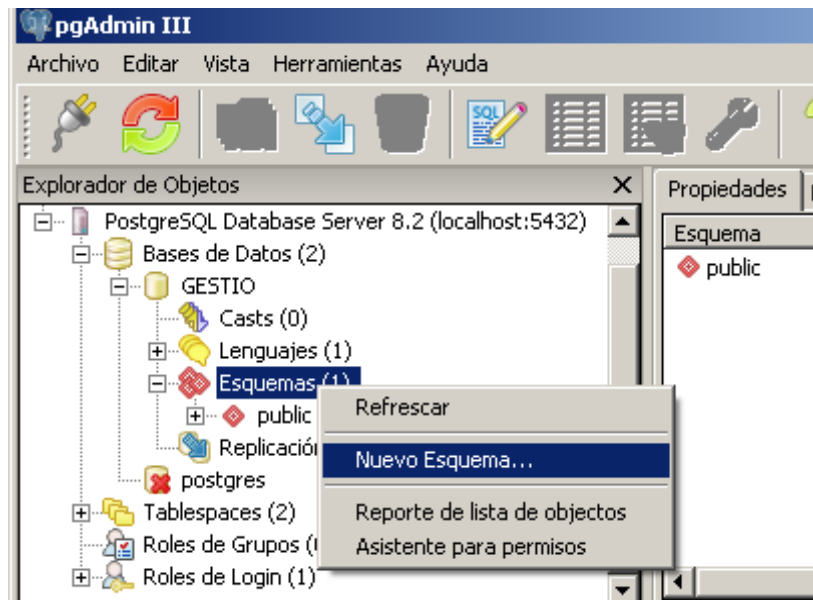 pgAdmin III
Archivo Editar Vista Herramientas Ayuda
SQL
Explorador de Objetos
PostgreSQL Database Server 8.2 (localhost:5432)
Bases de Datos (2)
GESTIO
Casts (0)
Lenguajes (1)
Esquemas (1)
public
Replicación
postgres
Tablespaces (2)
Roles de Grupos (
Roles de Login (1)
Refrescar
Nuevo Esquema...
Reporte de lista de objetos
Asistente para permisos
Propiedades
Esquema
public